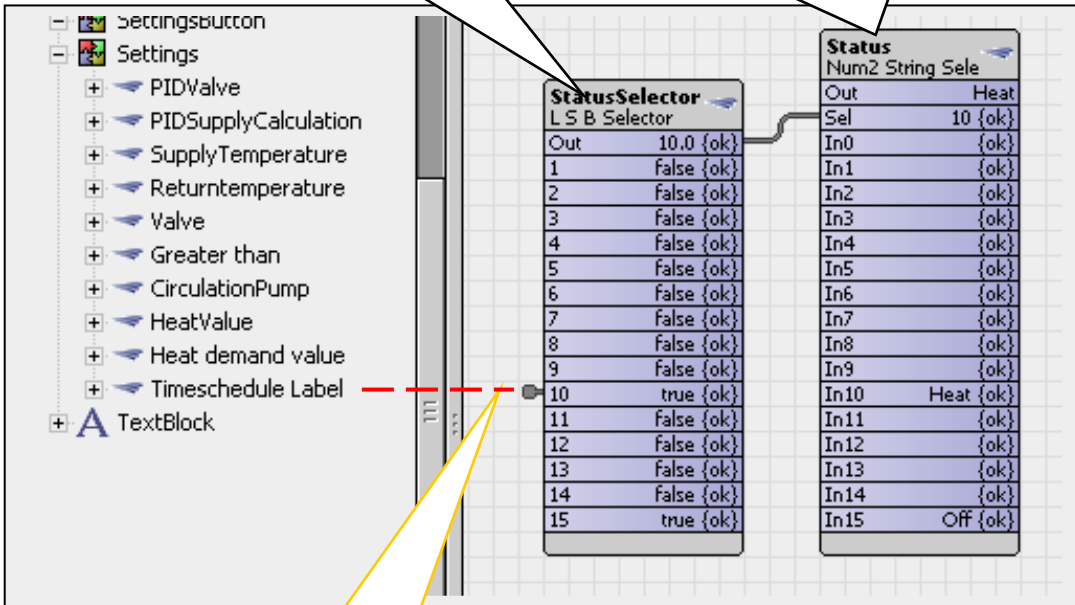 SettingsButton
Settings
PIDValve
PIDSupplyCalculation
SupplyTemperature
Returntemperature
Valve
Greater than
CirculationPump
HeatValue
Heat demand value
Timeschedule Label
A TextBlock
StatusSelector
L S B Selector
Out 10.0 {ok}
1 false {ok}
2 false {ok}
3 false {ok}
4 false {ok}
5 false {ok}
6 false {ok}
7 false {ok}
8 false {ok}
9 false {ok}
10 true {ok}
11 false {ok}
12 false {ok}
13 false {ok}
14 false {ok}
15 true {ok}
Status
Num2 String Sele
Out Heat
Sel 10 {ok}
In0 {ok}
In1 {ok}
In2 {ok}
In3 {ok}
In4 {ok}
In5 {ok}
In6 {ok}
In7 {ok}
In8 {ok}
In9 {ok}
In10 Heat {ok}
In11 {ok}
In12 {ok}
In13 {ok}
In14 {ok}
In15 Off {ok}